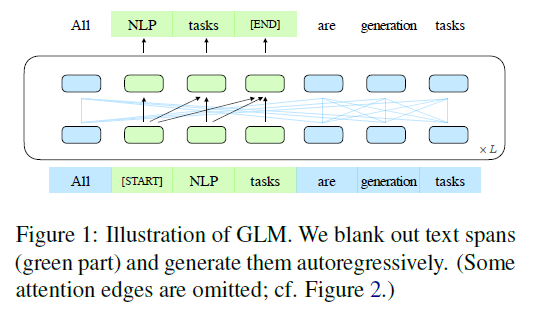 All NLP tasks [END] are generation tasks
×L
All [START] NLP tasks are generation tasks
Figure 1: Illustration of GLM. We blank out text spans
(green part) and generate them autoregressively. (Some
attention edges are omitted; cf. Figure 2.)